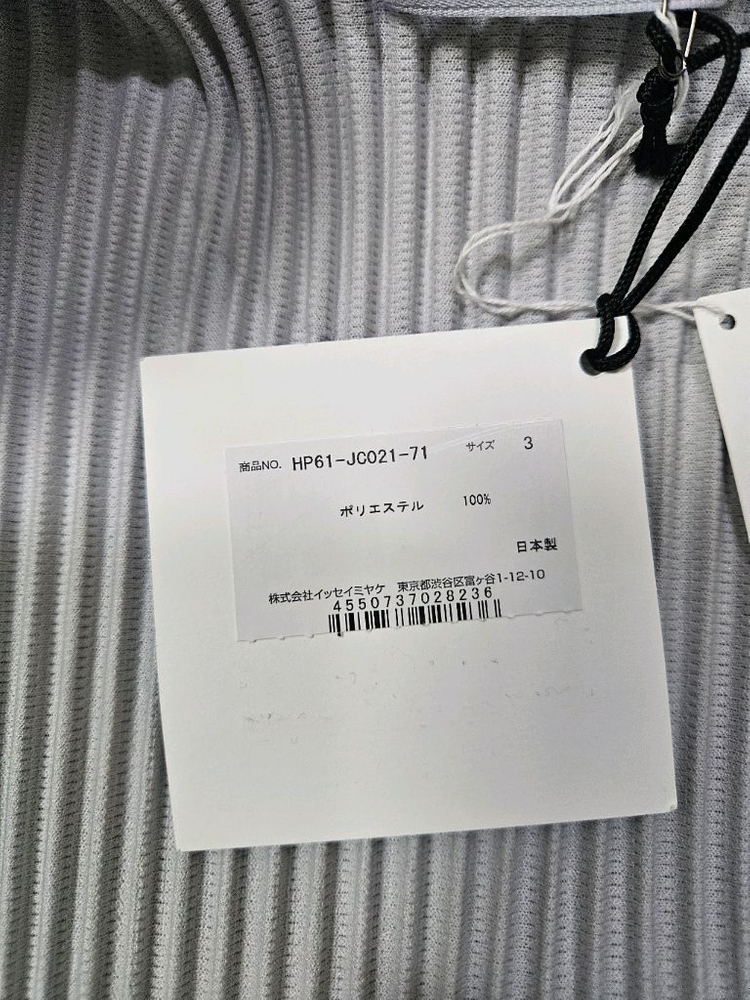 商品NO. HP61-JC021-71 サイズ 3
ポリエステル 100%
日本製
株式会社イッセイミヤケ 東京都渋谷区富ヶ谷1-12-10
4550737028236